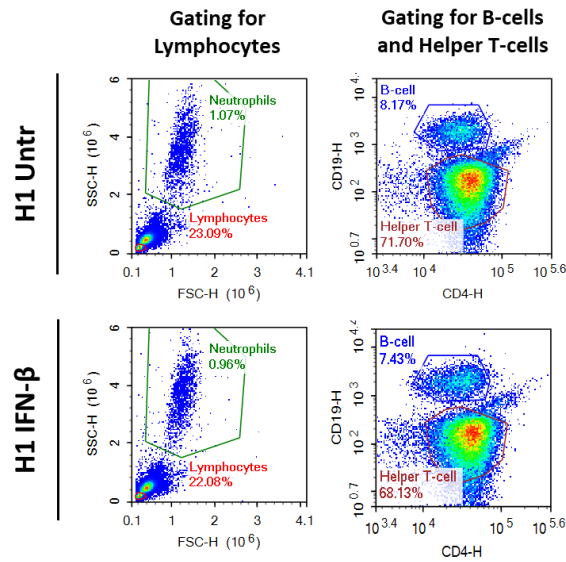 Gating for
Lymphocytes
Gating for B-cells
and Helper T-cells
H1 Untr
SSC-H (10 6)
6
4
2
0
Neutrophils
1.07%
Lymphocytes
23.09%
0.1 1 2 3 4.1
FSC-H (10 6)
CD19-H
10 4.2
10 3
10 2
10 0.7
B-cell
8.17%
Helper T-cell
71.70%
10 3.4 10 4 10 5 10 5.6
CD4-H
H1 IFN-β
SSC-H (10 6)
6
4
2
0
Neutrophils
0.96%
Lymphocytes
22.08%
0.1 1 2 3 4.1
FSC-H (10 6)
CD19-H
10 4.2
10 3
10 2
10 0.7
B-cell
7.43%
Helper T-cell
68.13%
10 3.4 10 4 10 5 10 5.6
CD4-H